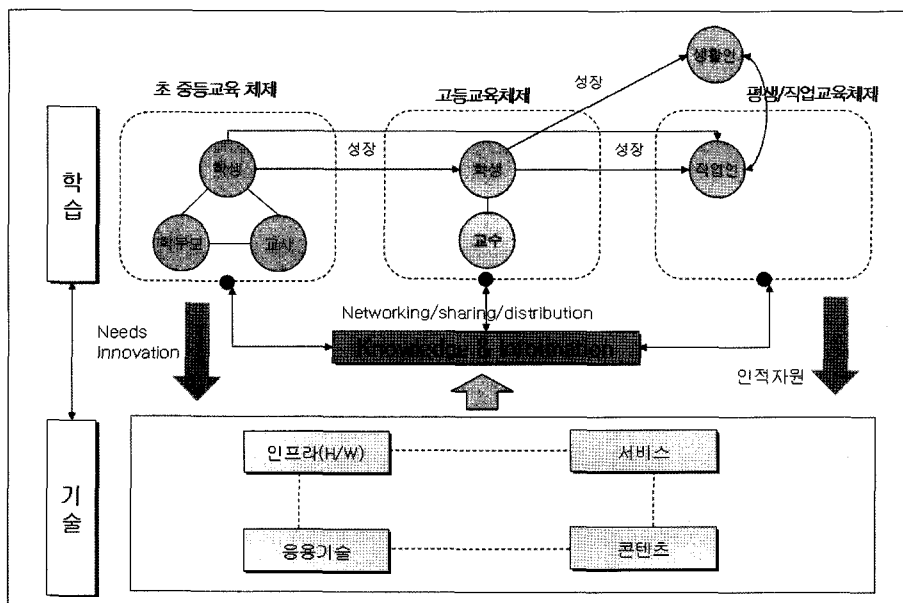 생활인
초 중등교육 체제
고등교육체제
성장
평생/직업교육체제
학생
성장
학생
성장
직업인
학부모
교사
교수
학습
Networking/sharing/distribution
Needs
Innovation
Knowledge & Information
인적자원
인프라(H/W)
서비스
기술
응용기술
콘텐츠